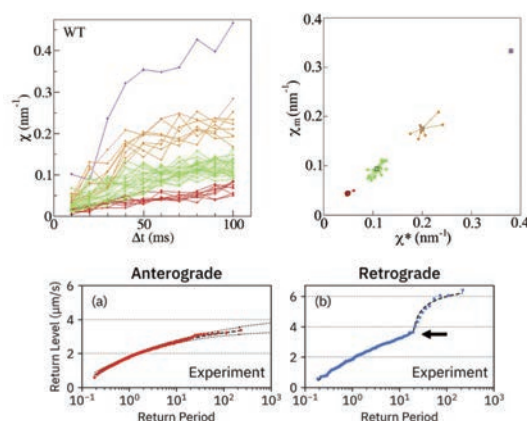 WT
χ (nm⁻¹)
0.4
0.3
0.2
0.1
0
50
100
Δt (ms)
χm(nm⁻¹)
0.4
0.3
0.2
0.1
0
0
0.1
0.2
0.3
0.4
χ* (nm⁻¹)
Anterograde
Return Level (μm/s)
(a)
6
4
2
0
Experiment
10⁻¹
10⁰
10¹
10²
10³
Return Period
Retrograde
(b)
6
4
2
0
Experiment
10⁻¹
10⁰
10¹
10²
10³
Return Period